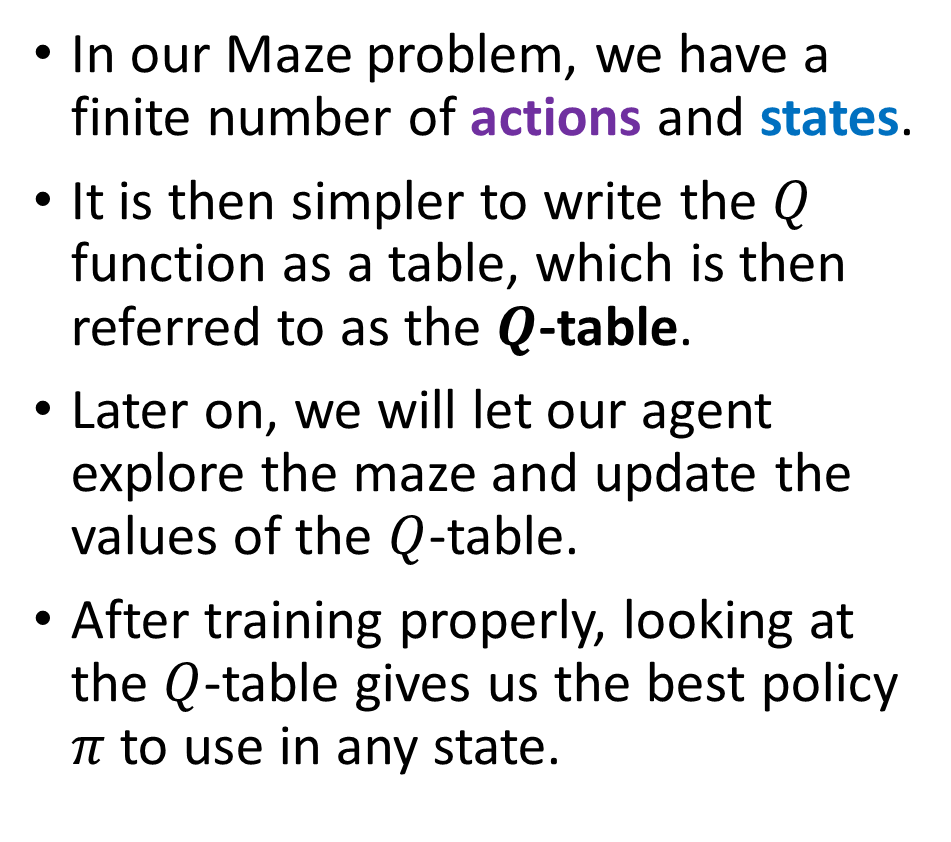 • In our Maze problem, we have a
finite number of actions and states.
• It is then simpler to write the Q
function as a table, which is then
referred to as the Q-table.
• Later on, we will let our agent
explore the maze and update the
values of the Q-table.
• After training properly, looking at
the Q-table gives us the best policy
π to use in any state.